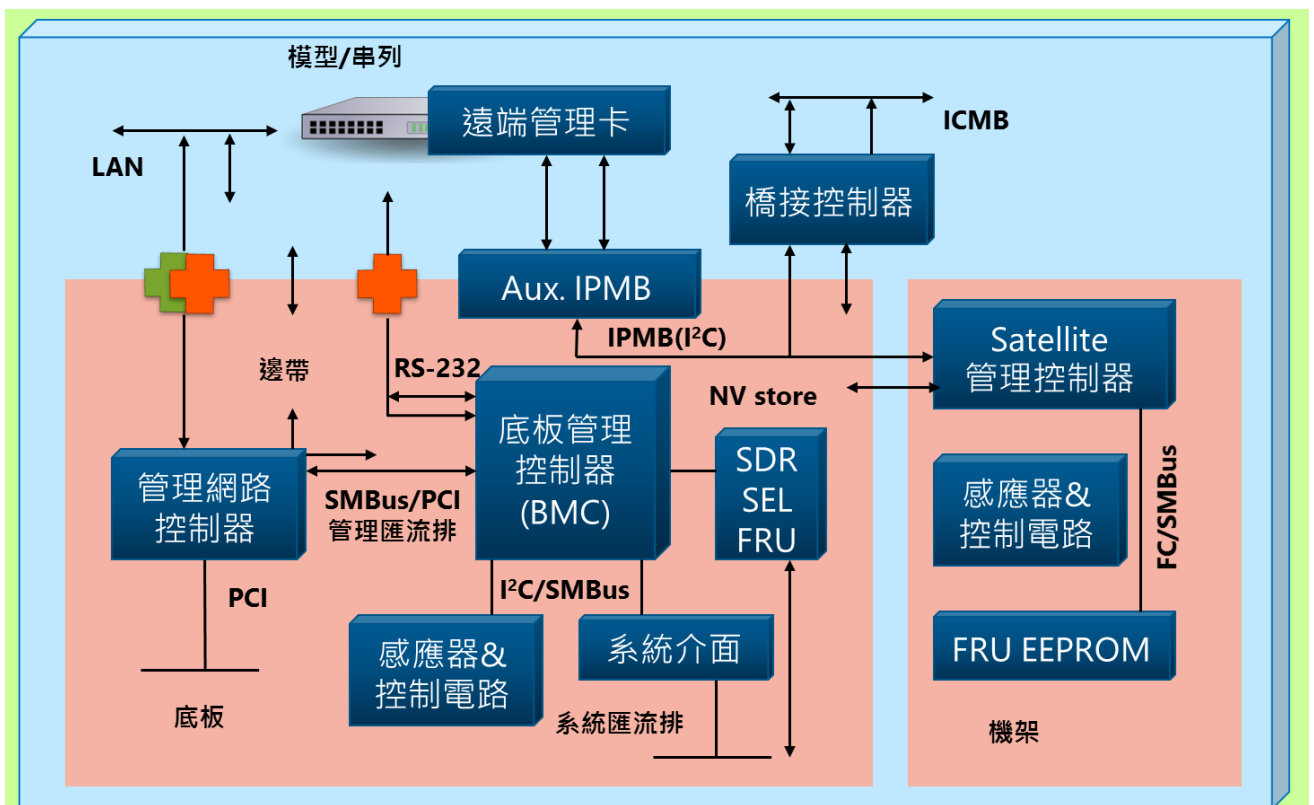 模型/串列
遠端管理卡
ICMB
LAN
橋接控制器
Aux. IPMB
IPMB(I²C)
Satellite
管理控制器
邊帶
RS-232
NV store
底板管理
控制器
(BMC)
SDR
SEL
FRU
管理網路
控制器
SMBus/PCI
管理匯流排
感應器&
控制電路
FC/SMBus
PCI
I²C/SMBus
感應器&
控制電路
系統介面
FRU EEPROM
底板
系統匯流排
機架